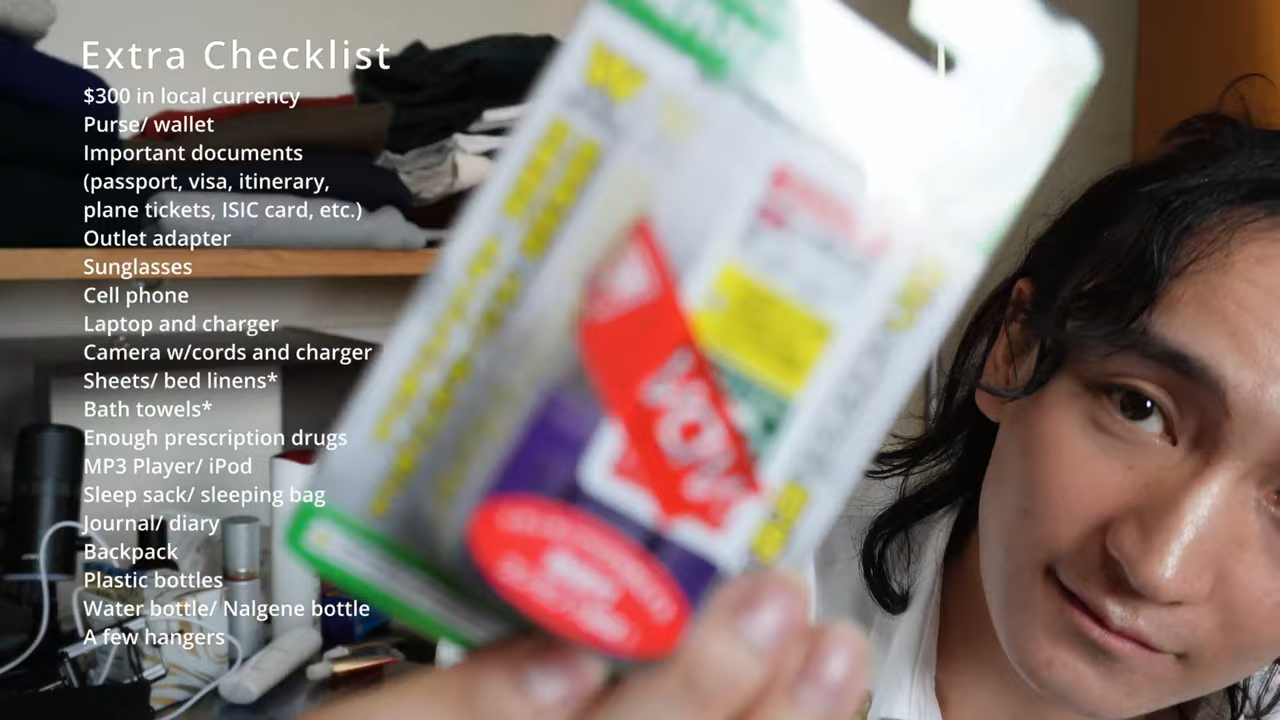 Extra Checklist
$300 in local currency
Purse/ wallet
Important documents
(passport, visa, itinerary,
plane tickets, ISIC card, etc.)
Outlet adapter
Sunglasses
Cell phone
Laptop and charger
Camera w/cords and charger
Sheets/ bed linens*
Bath towels*
Enough prescription drugs
MP3 Player/ iPod
Sleep sack/ sleeping bag
Journal/ diary
Backpack
Plastic bottles
Water bottle/ Nalgene bottle
A few hangers